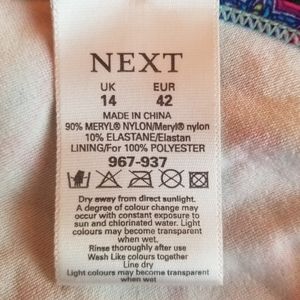 NEXT
UK EUR
14 42
MADE IN CHINA
90% MERYL® NYLON/Meryl® nylon
10% ELASTANE/Elastan
LINING/For 100% POLYESTER
967-937
Dry away from direct sunlight.
A degree of colour change may
occur with constant exposure to
sun and chlorinated water. Light
colours may become transparent
when wet.
Rinse thoroughly after use
Wash Like colours together
Line dry
Light colours may become transparent
when wet.